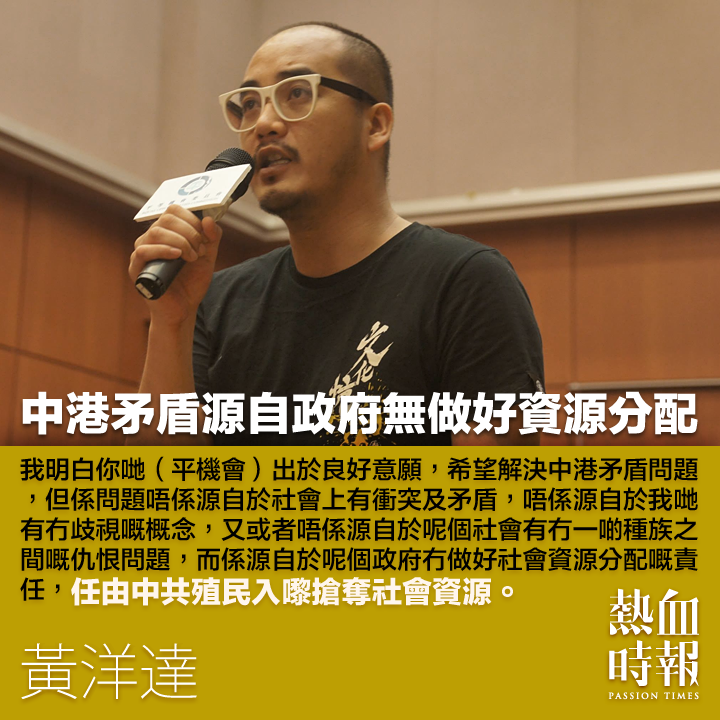 中港矛盾源自政府無做好資源分配
我明白你哋（平機會）出於良好意願，希望解決中港矛盾問題
，但係問題唔係源自於社會上有衝突及矛盾，唔係源自於我哋
有冇歧視嘅概念，又或者唔係源自於呢個社會有冇一啲種族之
間嘅仇恨問題，而係源自於呢個政府冇做好社會資源分配嘅責
任，任由中共殖民入嚟搶奪社會資源。
黃洋達
熱血
時報
PASSION TIMES